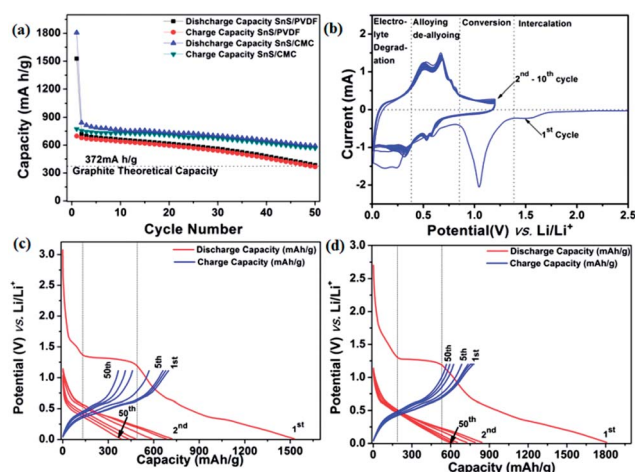 (a)
Dishcharge Capacity SnS/PVDF
Charge Capacity SnS/PVDF
Dishcharge Capacity SnS/CMC
Charge Capacity SnS/CMC
372mA h/g
Graphite Theoretical Capacity
Capacity (mA h/g)
1800
1500
1200
900
600
300
0
0 10 20 30 40 50
Cycle Number
(b)
Electro-
lyte
Degrad-
ation
Alloying
de-alloying
Conversion
Intercalation
2nd - 10th cycle
1st Cycle
Current(mA)
2
1
0
-1
-2
0.0 0.5 1.0 1.5 2.0 2.5
Potential(V) vs. Li/Li+
(c)
Discharge Capacity (mAh/g)
Charge Capacity (mAh/g)
50th
5th
1st
50th
2nd
1st
Potential (V) vs. Li/Li+
3.0
2.5
2.0
1.5
1.0
0.5
0.0
0 300 600 900 1200 1500
Capacity (mAh/g)
(d)
Discharge Capacity (mAh/g)
Charge Capacity (mAh/g)
50th
5th
1st
50th
2nd
1st
Potential (V) vs. Li/Li+
3.0
2.5
2.0
1.5
1.0
0.5
0.0
0 300 600 900 1200 1500 1800
Capacity (mAh/g)